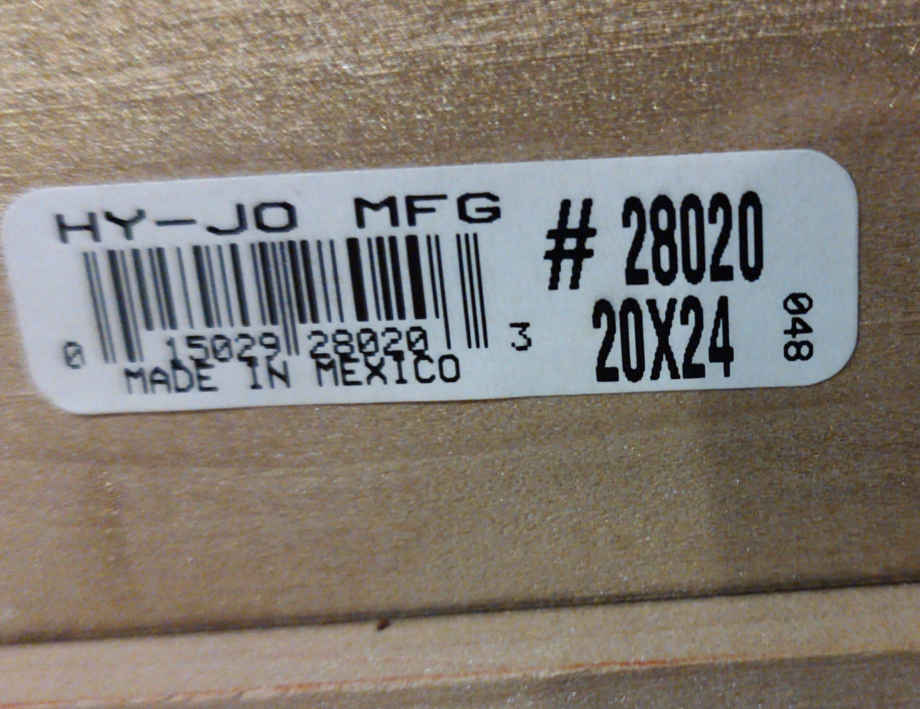 HY-JO MFG
# 28020
0 15029 28020 3
20X24
048
MADE IN MEXICO